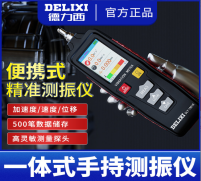 DELIXI
德力西
官方正品
便携式
精准测振仪
加速度/速度/位移
500笔数据储存
高灵敏测量探头
DELIXI
一体式手持测振仪